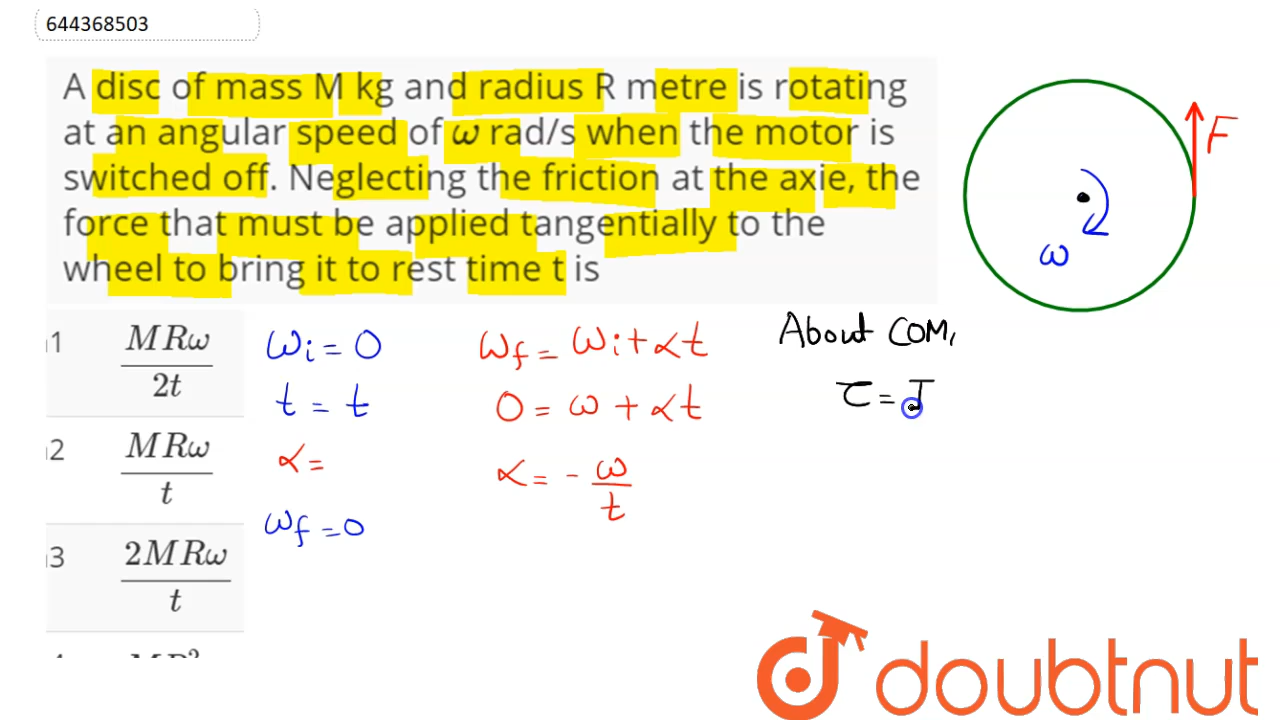 644368503
A disc of mass M kg and radius R metre is rotating
at an angular speed of ω rad/s when the motor is
switched off. Neglecting the friction at the axie, the
force that must be applied tangentially to the
wheel to bring it to rest time t is
F
ω
1 MRω/2t
2 MRω/t
3 2MRω/t
ωi = 0
t = t
α =
ωf = 0
ωf = ωi + αt
0 = ω + αt
α = - ω/t
About COM,
τ = I
doubtnut